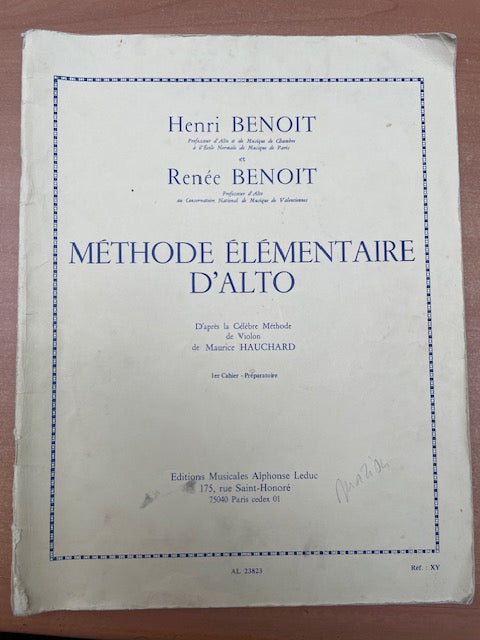 Henri BENOIT
Professeur d'Alto et de Musique de Chambre
à l'École Normale de Musique de Paris
et
Renée BENOIT
Professeur d'Alto
au Conservatoire National de Musique de Valenciennes
MÉTHODE ÉLÉMENTAIRE
D'ALTO
D'après la Célèbre Méthode
de Violon
de Maurice HAUCHARD
1er Cahier - Préparatoire
Editions Musicales Alphonse Leduc
175, rue Saint-Honoré
75040 Paris cedex 01
AL 23823
Réf. : XY